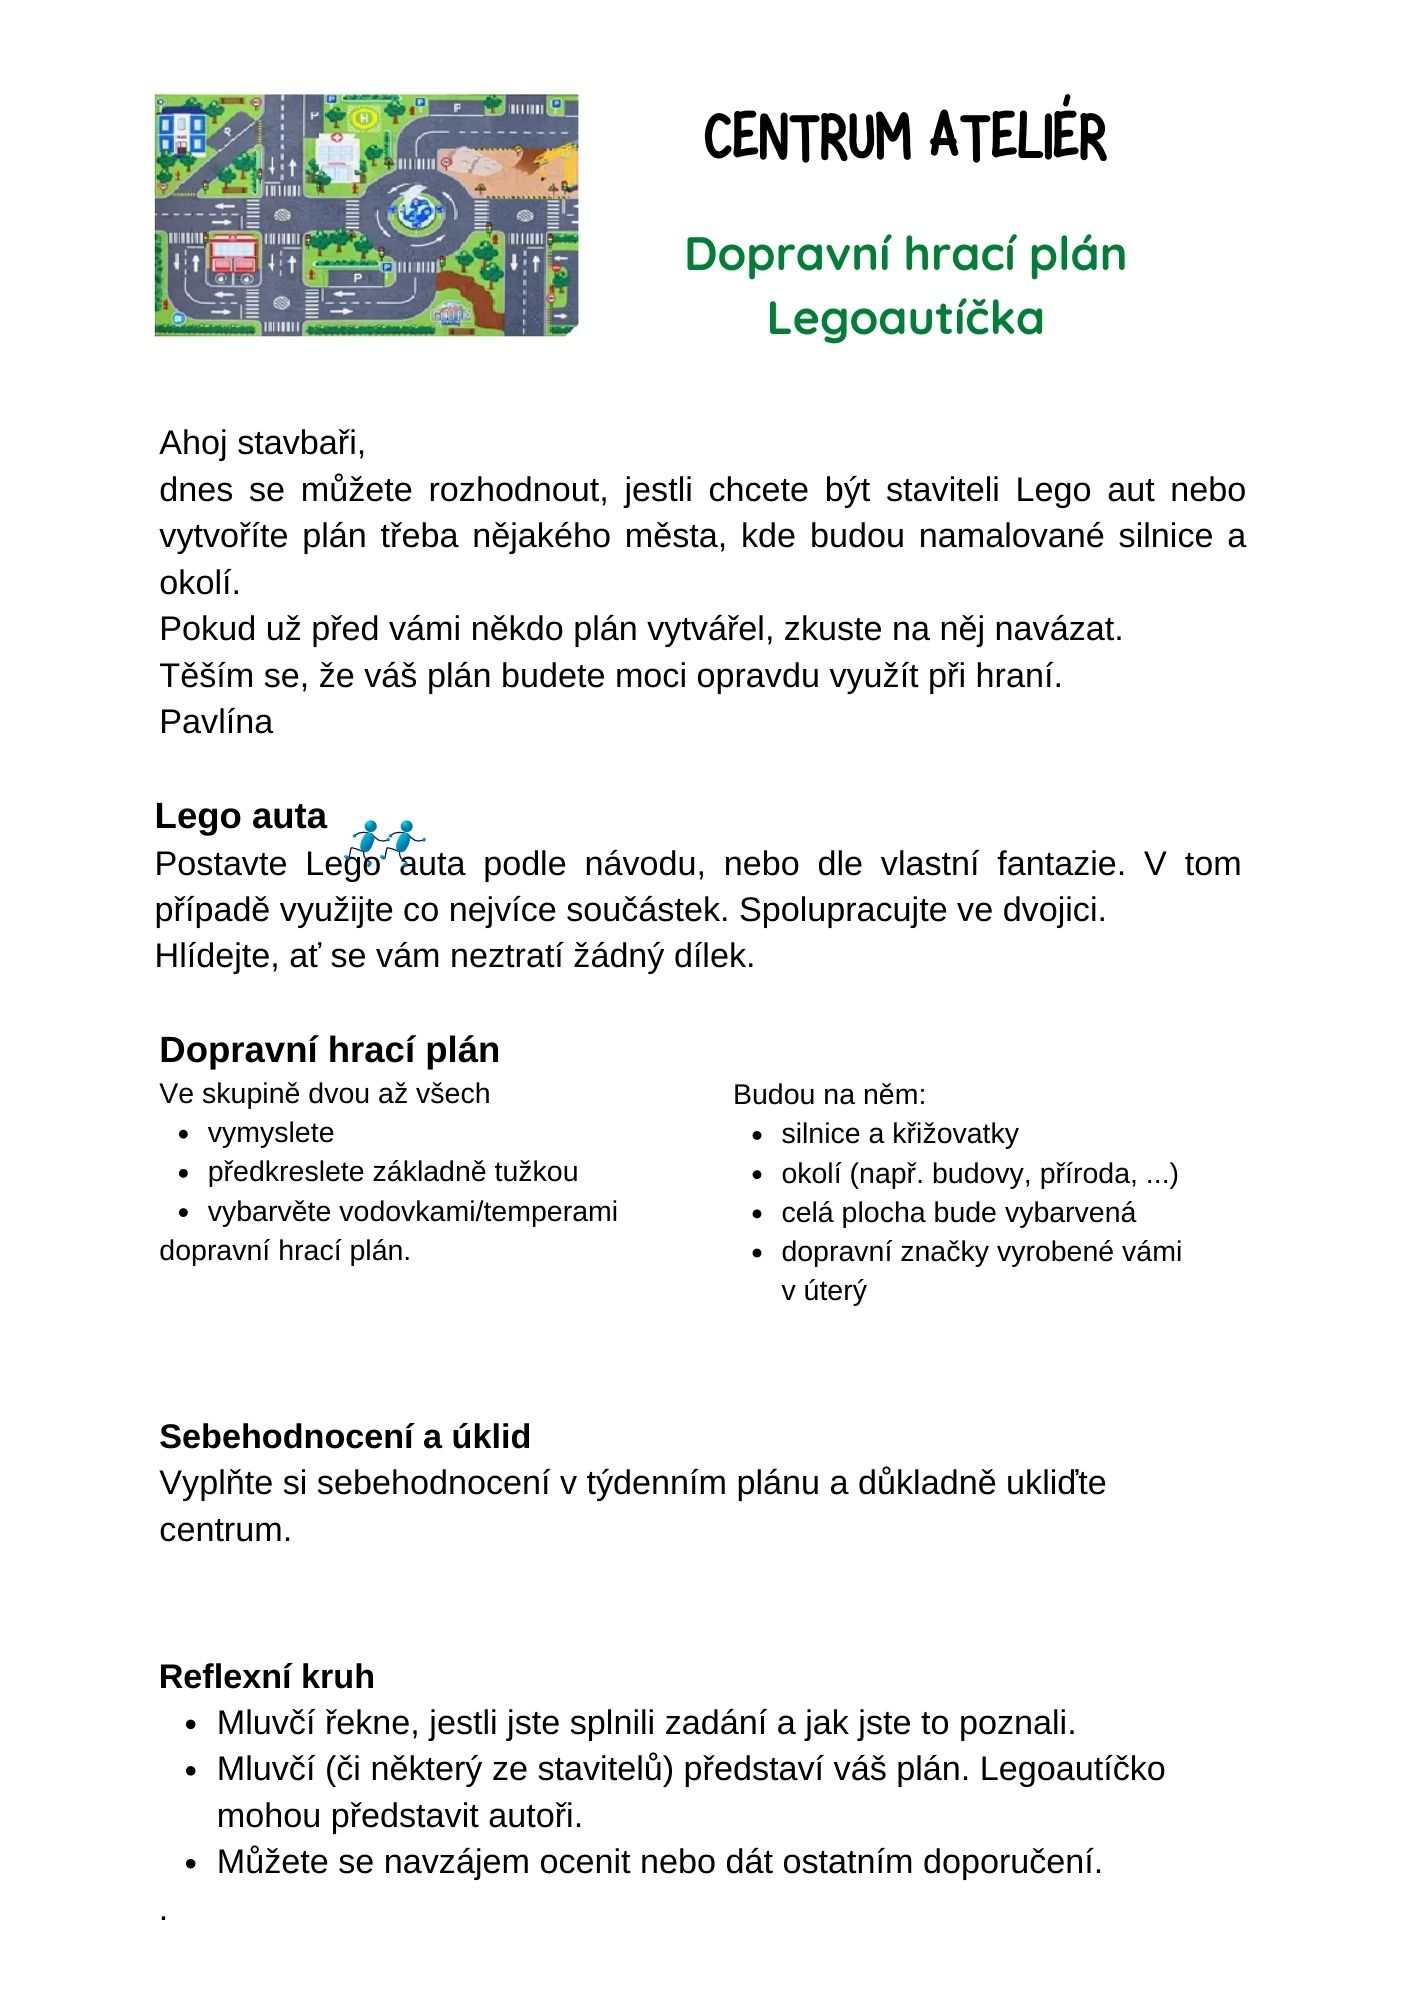 CENTRUM ATELIÉR
Dopravní hrací plán
Legoautíčka
Ahoj stavbaři,
dnes se můžete rozhodnout, jestli chcete být staviteli Lego aut nebo
vytvoříte plán třeba nějakého města, kde budou namalované silnice a
okolí.
Pokud už před vámi někdo plán vytvářel, zkuste na něj navázat.
Těším se, že váš plán budete moci opravdu využít při hraní.
Pavlína
Lego auta
Postavte Lego auta podle návodu, nebo dle vlastní fantazie. V tom
případě využijte co nejvíce součástek. Spolupracujte ve dvojici.
Hlídejte, ať se vám neztratí žádný dílek.
Dopravní hrací plán
Ve skupině dvou až všech
• vymyslete
• předkreslete základně tužkou
• vybarvěte vodovkami/temperami
dopravní hrací plán.
Budou na něm:
• silnice a křižovatky
• okolí (např. budovy, příroda, ...)
• celá plocha bude vybarvená
• dopravní značky vyrobené vámi
v úterý
Sebehodnocení a úklid
Vyplňte si sebehodnocení v týdenním plánu a důkladně ukliďte
centrum.
Reflexní kruh
• Mluvčí řekne, jestli jste splnili zadání a jak jste to poznali.
• Mluvčí (či některý ze stavitelů) představí váš plán. Legoautíčko
mohou představit autoři.
• Můžete se navzájem ocenit nebo dát ostatním doporučení.
.